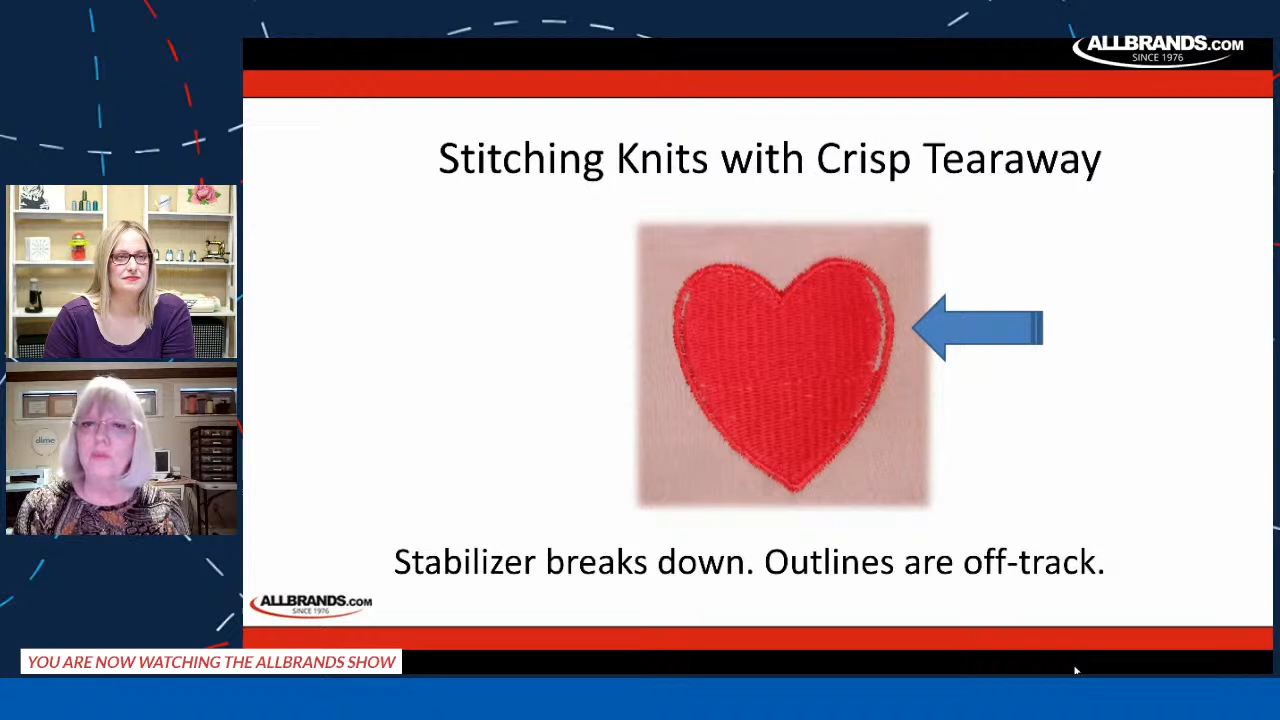 ALLBRANDS.COM
SINCE 1976
Stitching Knits with Crisp Tearaway
dime
Stabilizer breaks down. Outlines are off-track.
ALLBRANDS.COM
SINCE 1976
YOU ARE NOW WATCHING THE ALLBRANDS SHOW